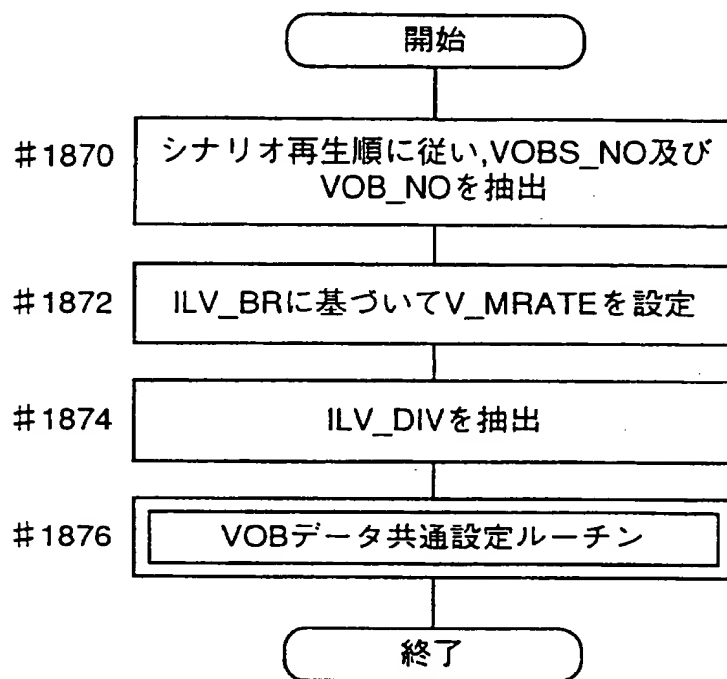 開始
#1870
シナリオ再生順に従い,VOBS_NO及び
VOB_NOを抽出
#1872
ILV_BRに基づいてV_MRATEを設定
#1874
ILV_DIVを抽出
#1876
VOBデータ共通設定ルーチン
終了